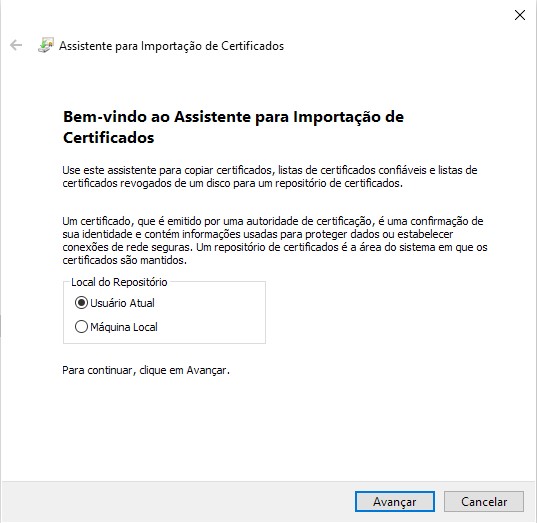 Assistente para Importação de Certificados
Bem-vindo ao Assistente para Importação de
Certificados
Use este assistente para copiar certificados, listas de certificados confiáveis e listas de
certificados revogados de um disco para um repositório de certificados.
Um certificado, que é emitido por uma autoridade de certificação, é uma confirmação de
sua identidade e contém informações usadas para proteger dados ou estabelecer
conexões de rede seguras. Um repositório de certificados é a área do sistema em que os
certificados são mantidos.
Local do Repositório
Usuário Atual
Máquina Local
Para continuar, clique em Avançar.
Avançar
Cancelar